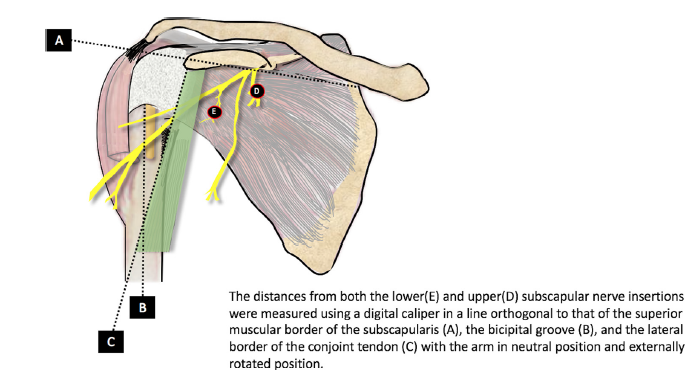 A
D
E
B
C
The distances from both the lower(E) and upper(D) subscapular nerve insertions
were measured using a digital caliper in a line orthogonal to that of the superior
muscular border of the subscapularis (A), the bicipital groove (B), and the lateral
border of the conjoint tendon (C) with the arm in neutral position and externally
rotated position.